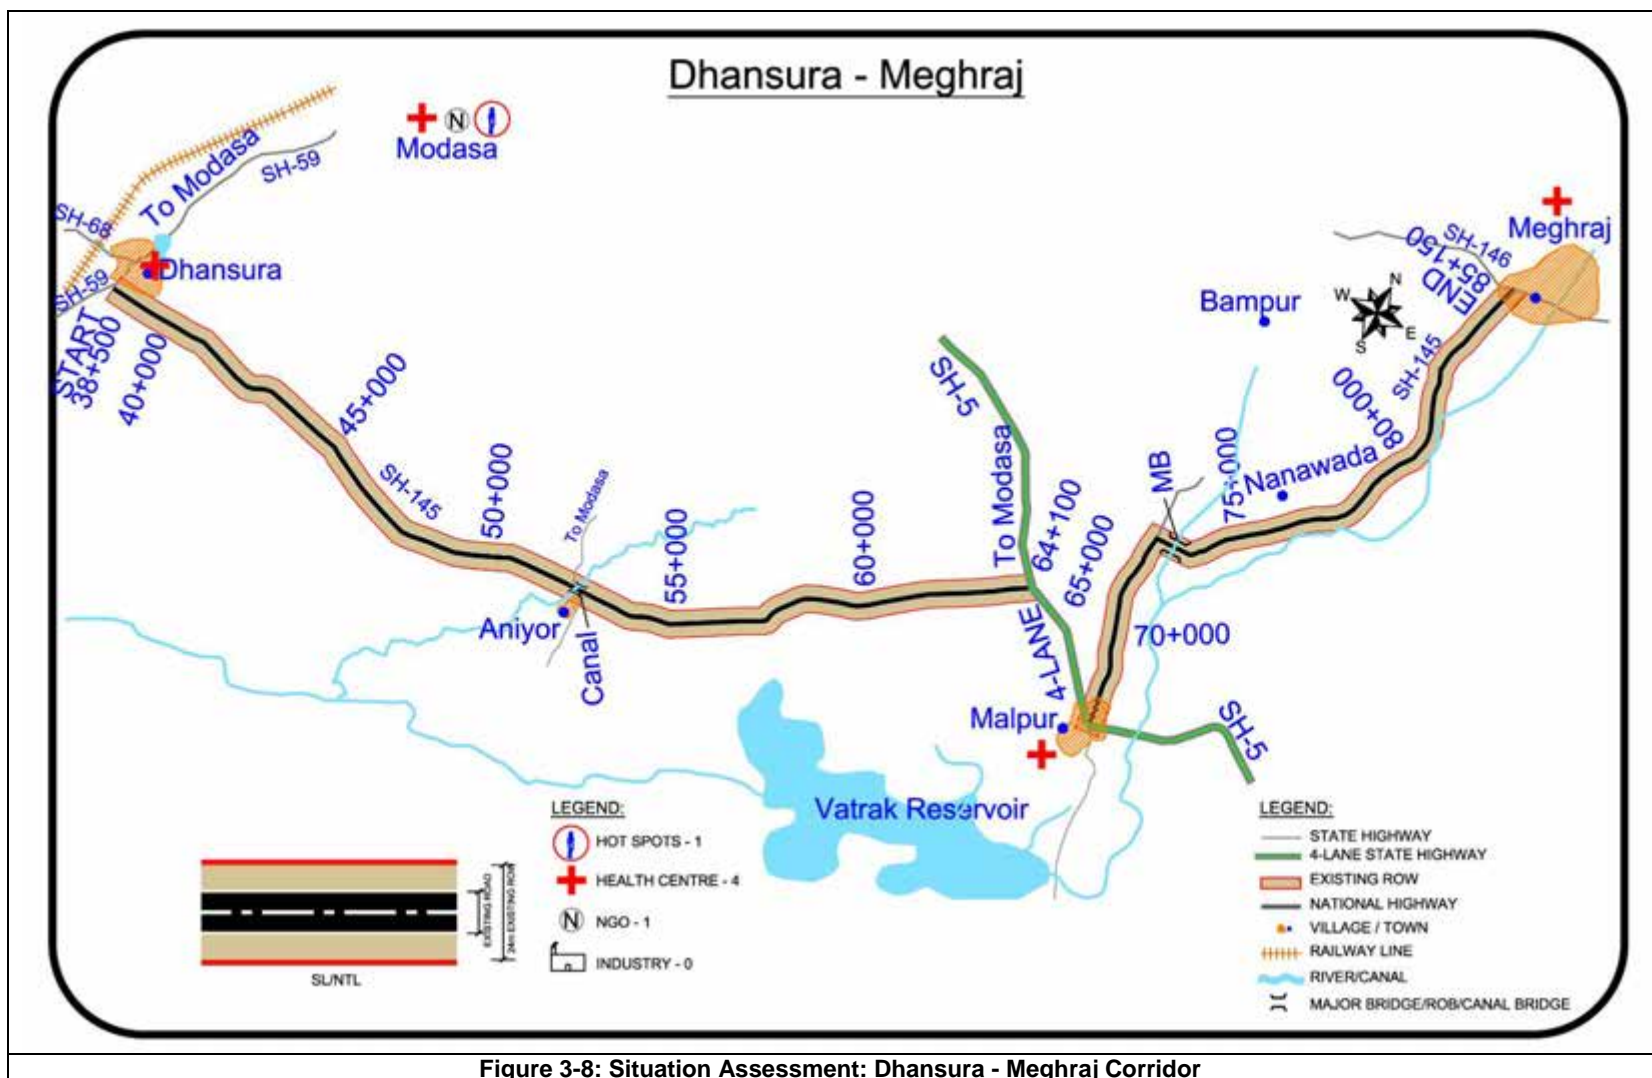 Dhansura - Meghraj
N
Modasa
To Modasa
SH-59
SH-68
Dhansura
SH-59
START
38+500
40+000
45+000
SH-145
50+000
To Modasa
Aniyor
Canal
55+000
60+000
SH-5
To Modasa
64+100
65+000
4-LANE
Malpur
70+000
MB
75+000
Nanawada
Bampur
N
W
E
S
80+000
SH-145
END
85+150
SH-146
Meghraj
SH-5
Vatrak Reservoir
EXISTING ROAD
24m EXISTING ROW
SL/NTL
LEGEND:
HOT SPOTS - 1
HEALTH CENTRE - 4
N NGO - 1
INDUSTRY - 0
LEGEND:
STATE HIGHWAY
4-LANE STATE HIGHWAY
EXISTING ROW
NATIONAL HIGHWAY
VILLAGE / TOWN
RAILWAY LINE
RIVER/CANAL
MAJOR BRIDGE/ROB/CANAL BRIDGE
Figure 3-8: Situation Assessment: Dhansura - Meghraj Corridor